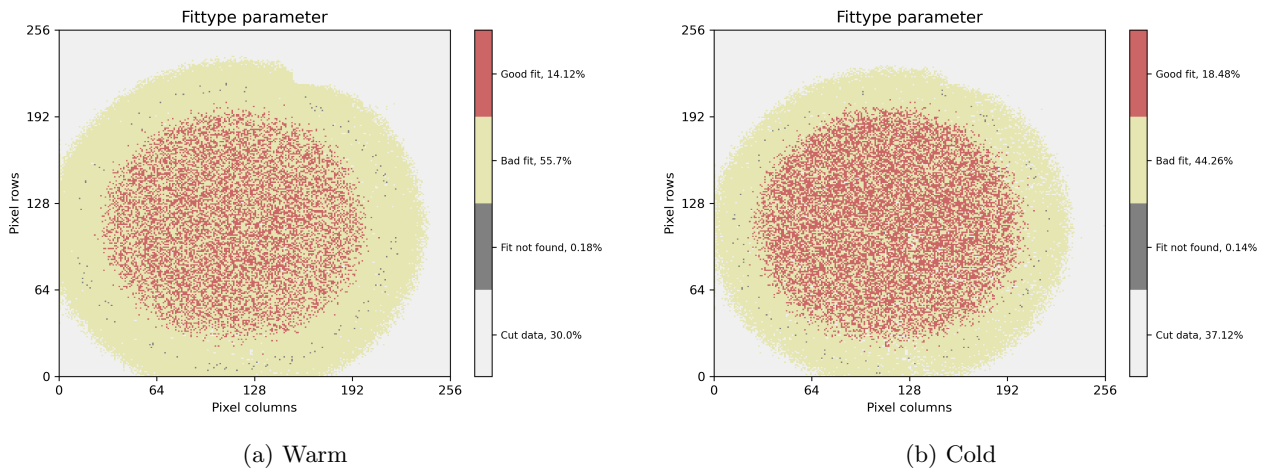 Fittype parameter
256
192
128
64
0
Pixel rows
0 64 128 192 256
Pixel columns
Good fit, 14.12%
Bad fit, 55.7%
Fit not found, 0.18%
Cut data, 30.0%
(a) Warm
Fittype parameter
256
192
128
64
0
Pixel rows
0 64 128 192 256
Pixel columns
Good fit, 18.48%
Bad fit, 44.26%
Fit not found, 0.14%
Cut data, 37.12%
(b) Cold